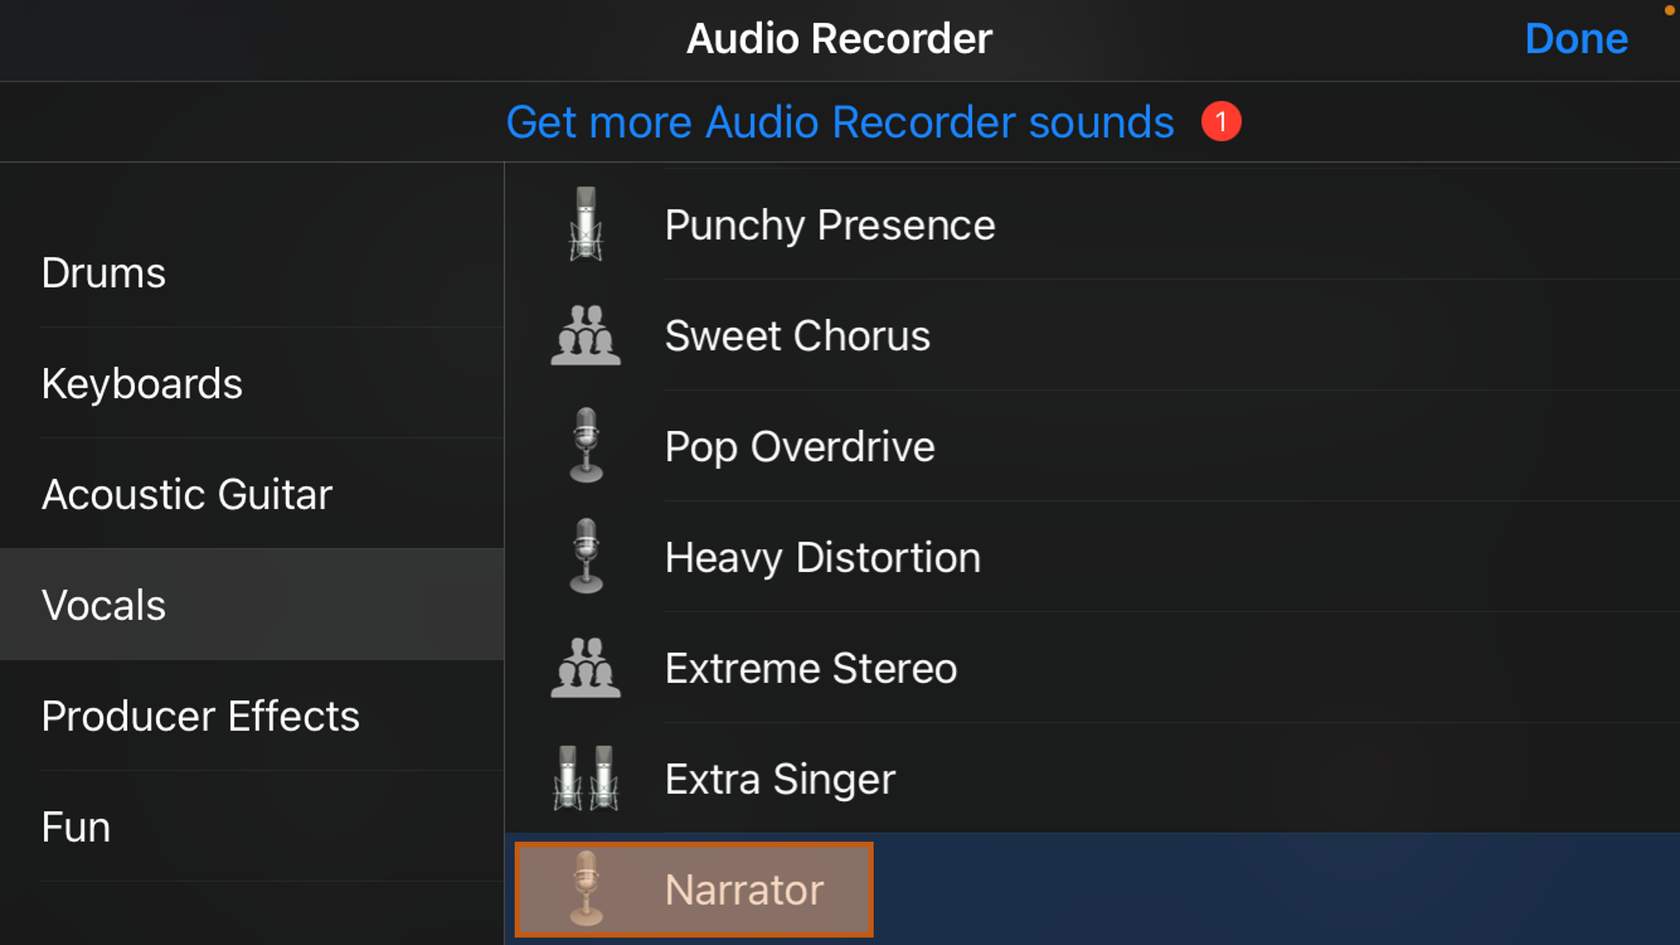 Audio Recorder
Done
Get more Audio Recorder sounds 1
Drums
Keyboards
Acoustic Guitar
Vocals
Producer Effects
Fun
Punchy Presence
Sweet Chorus
Pop Overdrive
Heavy Distortion
Extreme Stereo
Extra Singer
Narrator